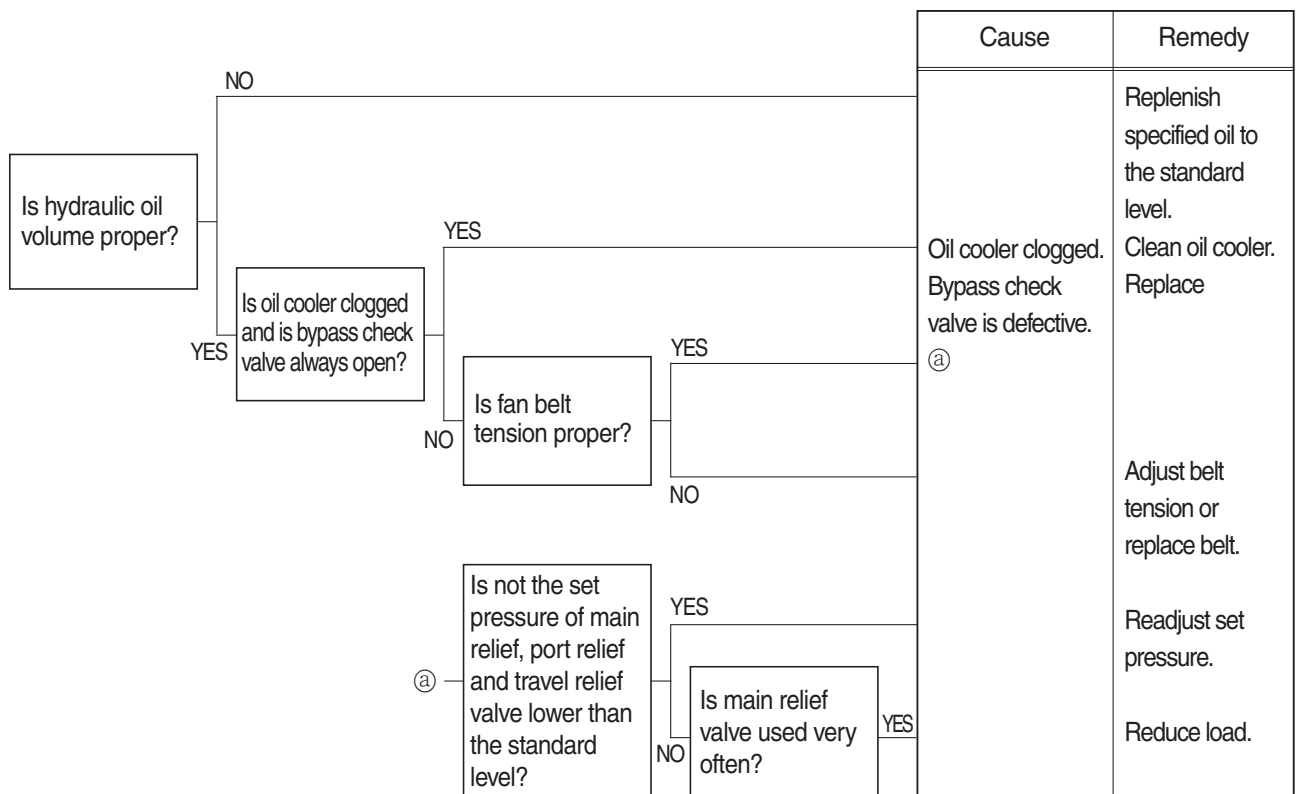 Cause
Remedy
NO
Replenish
specified oil to
the standard
level.
Is hydraulic oil
volume proper?
YES
Oil cooler clogged.
Clean oil cooler.
Bypass check
Replace
valve is defective.
YES
Is oil cooler clogged
and is bypass check
valve always open?
YES
ⓐ
NO
Is fan belt
tension proper?
NO
Adjust belt
tension or
replace belt.
ⓐ
Is not the set
pressure of main
relief, port relief
and travel relief
valve lower than
the standard
level?
YES
Readjust set
pressure.
NO
Is main relief
valve used very
often?
YES
Reduce load.